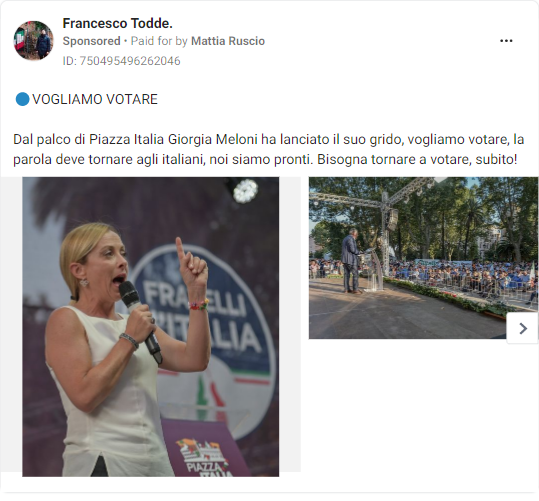 Francesco Todde.
Sponsored • Paid for by Mattia Ruscio
ID: 750495496262046
VOGLIAMO VOTARE
Dal palco di Piazza Italia Giorgia Meloni ha lanciato il suo grido, vogliamo votare, la
parola deve tornare agli italiani, noi siamo pronti. Bisogna tornare a votare, subito!
FRATELLI
D'ITALIA
PIAZZA
ITALIA